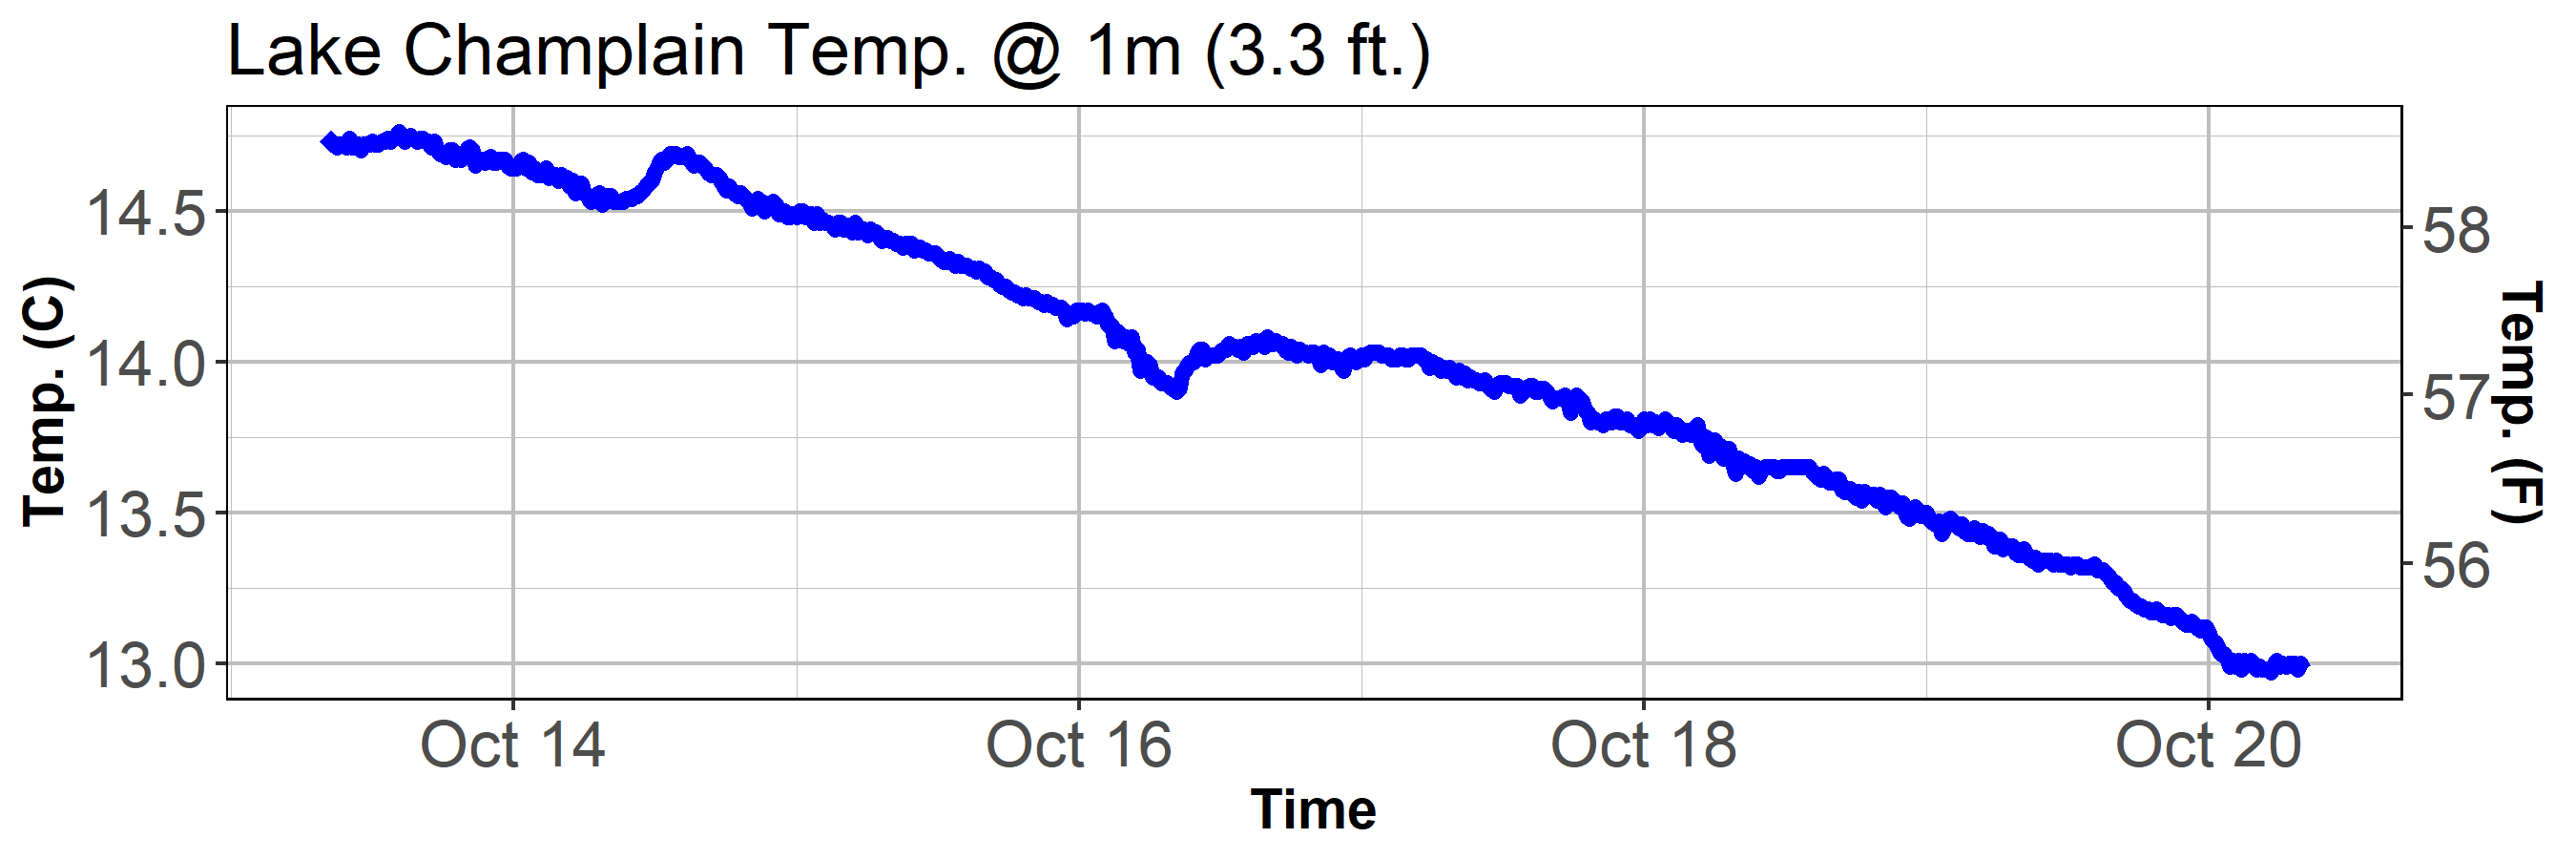 Lake Champlain Temp. @ 1m (3.3 ft.)
Temp. (C)
14.5
14.0
13.5
13.0
58
57
56
Temp. (F)
Oct 14 Oct 16 Oct 18 Oct 20
Time